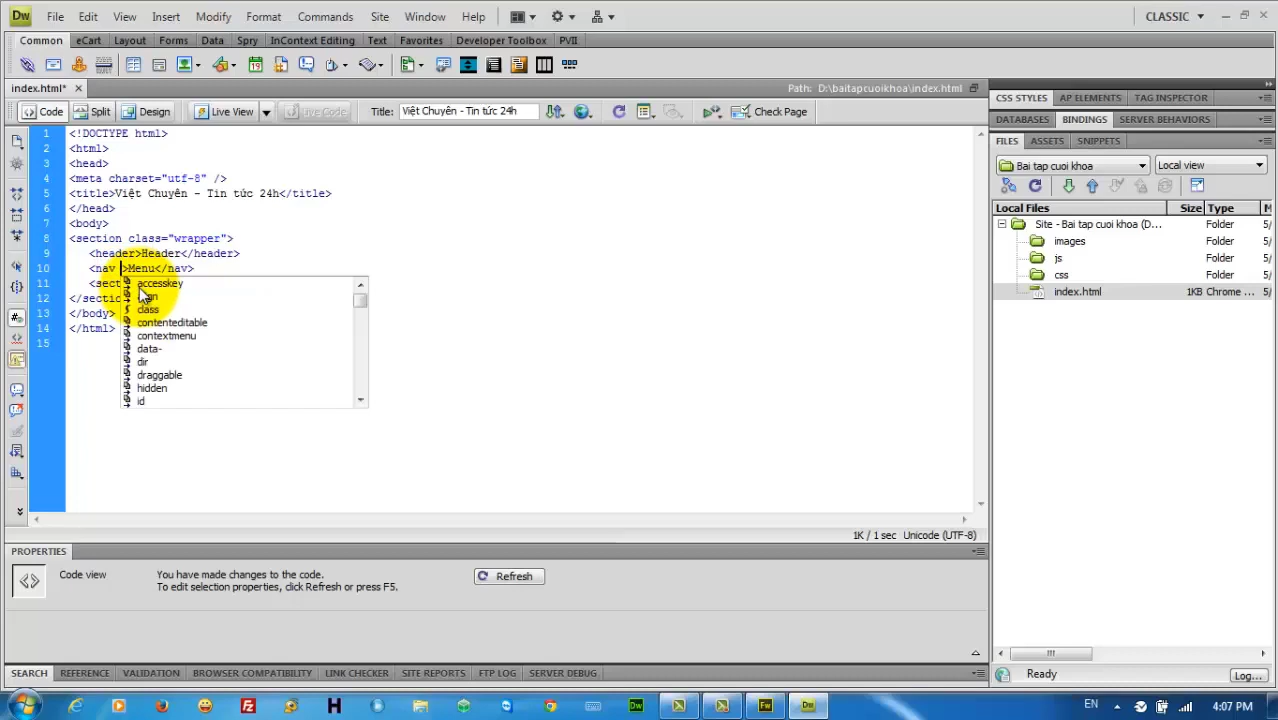 Dw File Edit View Insert Modify Format Commands Site Window Help CLASSIC
Common eCart Layout Forms Data Spry InContext Editing Text Favorites Developer Toolbox PVII
index.html* Path: D:\baitapcuoikhoa\index.html
Code Split Design Live View Live Code Title: Việt Chuyên - Tin tức 24h Check Page
1 <!DOCTYPE html>
2 <html>
3 <head>
4 <meta charset="utf-8" />
5 <title>Việt Chuyên - Tin tức 24h</title>
6 </head>
7 <body>
8 <section class="wrapper">
9 <header>Header</header>
10 <nav >Menu</nav>
11 <sect
12 </section
13 </body>
14 </html>
15
accesskey
class
contenteditable
contextmenu
data-
dir
draggable
hidden
id
1K / 1 sec Unicode (UTF-8)
PROPERTIES
Code view You have made changes to the code.
To edit selection properties, click Refresh or press F5.
Refresh
SEARCH REFERENCE VALIDATION BROWSER COMPATIBILITY LINK CHECKER SITE REPORTS FTP LOG SERVER DEBUG
CSS STYLES AP ELEMENTS TAG INSPECTOR
DATABASES BINDINGS SERVER BEHAVIORS
FILES ASSETS SNIPPETS
Bai tap cuoi khoa Local view
Local Files Size Type M
Site - Bai tap cuoi khoa (D... Folder 5/
images Folder 5/
js Folder 5/
css Folder 5/
index.html 1KB Chrome ... 5/
Ready Log...
EN 4:07 PM